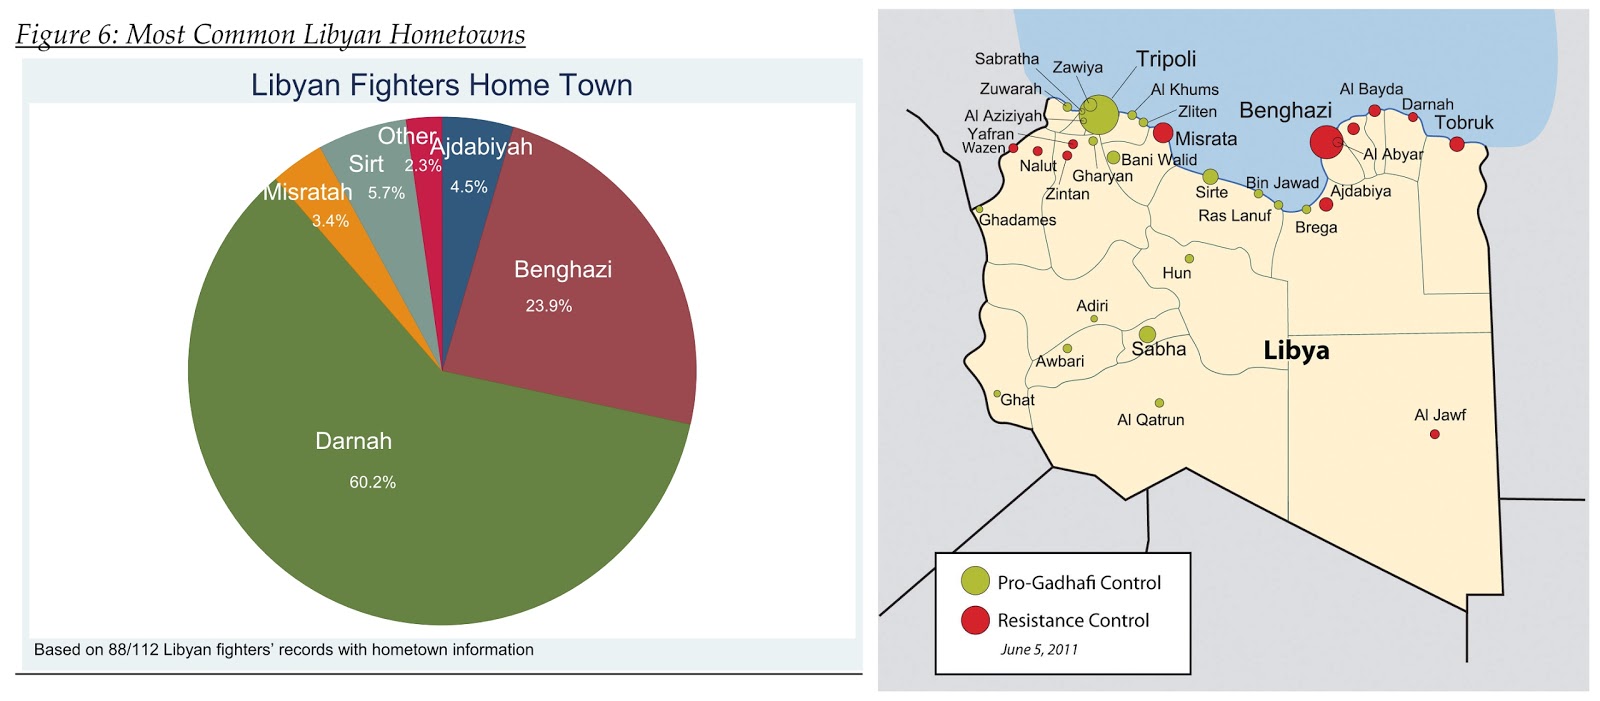 Figure 6: Most Common Libyan Hometowns
Libyan Fighters Home Town
Other
2.3%
Ajdabiyah
4.5%
Sirt
5.7%
Misratah
3.4%
Benghazi
23.9%
Darnah
60.2%
Based on 88/112 Libyan fighters' records with hometown information
Sabratha
Zawiya
Tripoli
Zuwarah
Al Khums
Al Aziziyah
Zliten
Yafran
Misrata
Wazen
Nalut
Bani Walid
Zintan
Gharyan
Ghadames
Sirte
Bin Jawad
Ras Lanuf
Brega
Ajdabiya
Benghazi
Al Bayda
Darnah
Tobruk
Al Abyar
Hun
Adiri
Awbari
Sabha
Libya
Ghat
Al Qatrun
Al Jawf
Pro-Gadhafi Control
Resistance Control
June 5, 2011